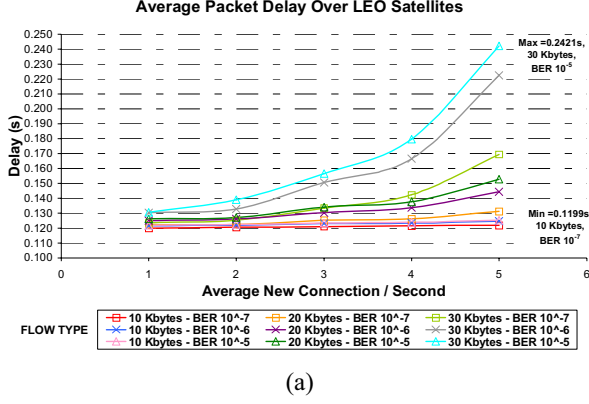 Average Packet Delay Over LEO Satellites
0.250
0.240
0.230
0.220
0.210
0.200
0.190
0.180
0.170
0.160
0.150
0.140
0.130
0.120
0.110
0.100
Delay (s)
Max =0.2421s,
30 Kbytes,
BER 10^-5
Min =0.1199s
10 Kbytes,
BER 10^-7
0 1 2 3 4 5 6
Average New Connection / Second
FLOW TYPE
10 Kbytes - BER 10^-7 20 Kbytes - BER 10^-7 30 Kbytes - BER 10^-7
10 Kbytes - BER 10^-6 20 Kbytes - BER 10^-6 30 Kbytes - BER 10^-6
10 Kbytes - BER 10^-5 20 Kbytes - BER 10^-5 30 Kbytes - BER 10^-5
(a)